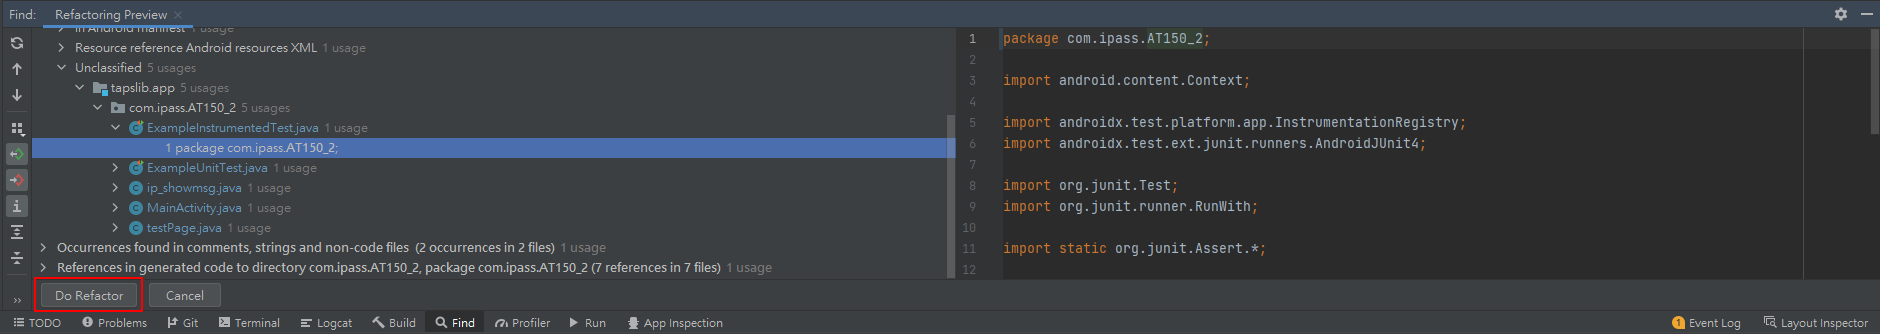 Find: Refactoring Preview
In Android manifest 1 usage
Resource reference Android resources XML 1 usage
Unclassified 5 usages
tapslib.app 5 usages
com.ipass.AT150_2 5 usages
ExampleInstrumentedTest.java 1 usage
1 package com.ipass.AT150_2;
ExampleUnitTest.java 1 usage
ip_showmsg.java 1 usage
MainActivity.java 1 usage
testPage.java 1 usage
Occurrences found in comments, strings and non-code files (2 occurrences in 2 files) 1 usage
References in generated code to directory com.ipass.AT150_2, package com.ipass.AT150_2 (7 references in 7 files) 1 usage
Do Refactor Cancel
1 package com.ipass.AT150_2;
2
3 import android.content.Context;
4
5 import androidx.test.platform.app.InstrumentationRegistry;
6 import androidx.test.ext.junit.runners.AndroidJUnit4;
7
8 import org.junit.Test;
9 import org.junit.runner.RunWith;
10
11 import static org.junit.Assert.*;
12
TODO Problems Git Terminal Logcat Build Find Profiler Run App Inspection 1 Event Log Layout Inspector